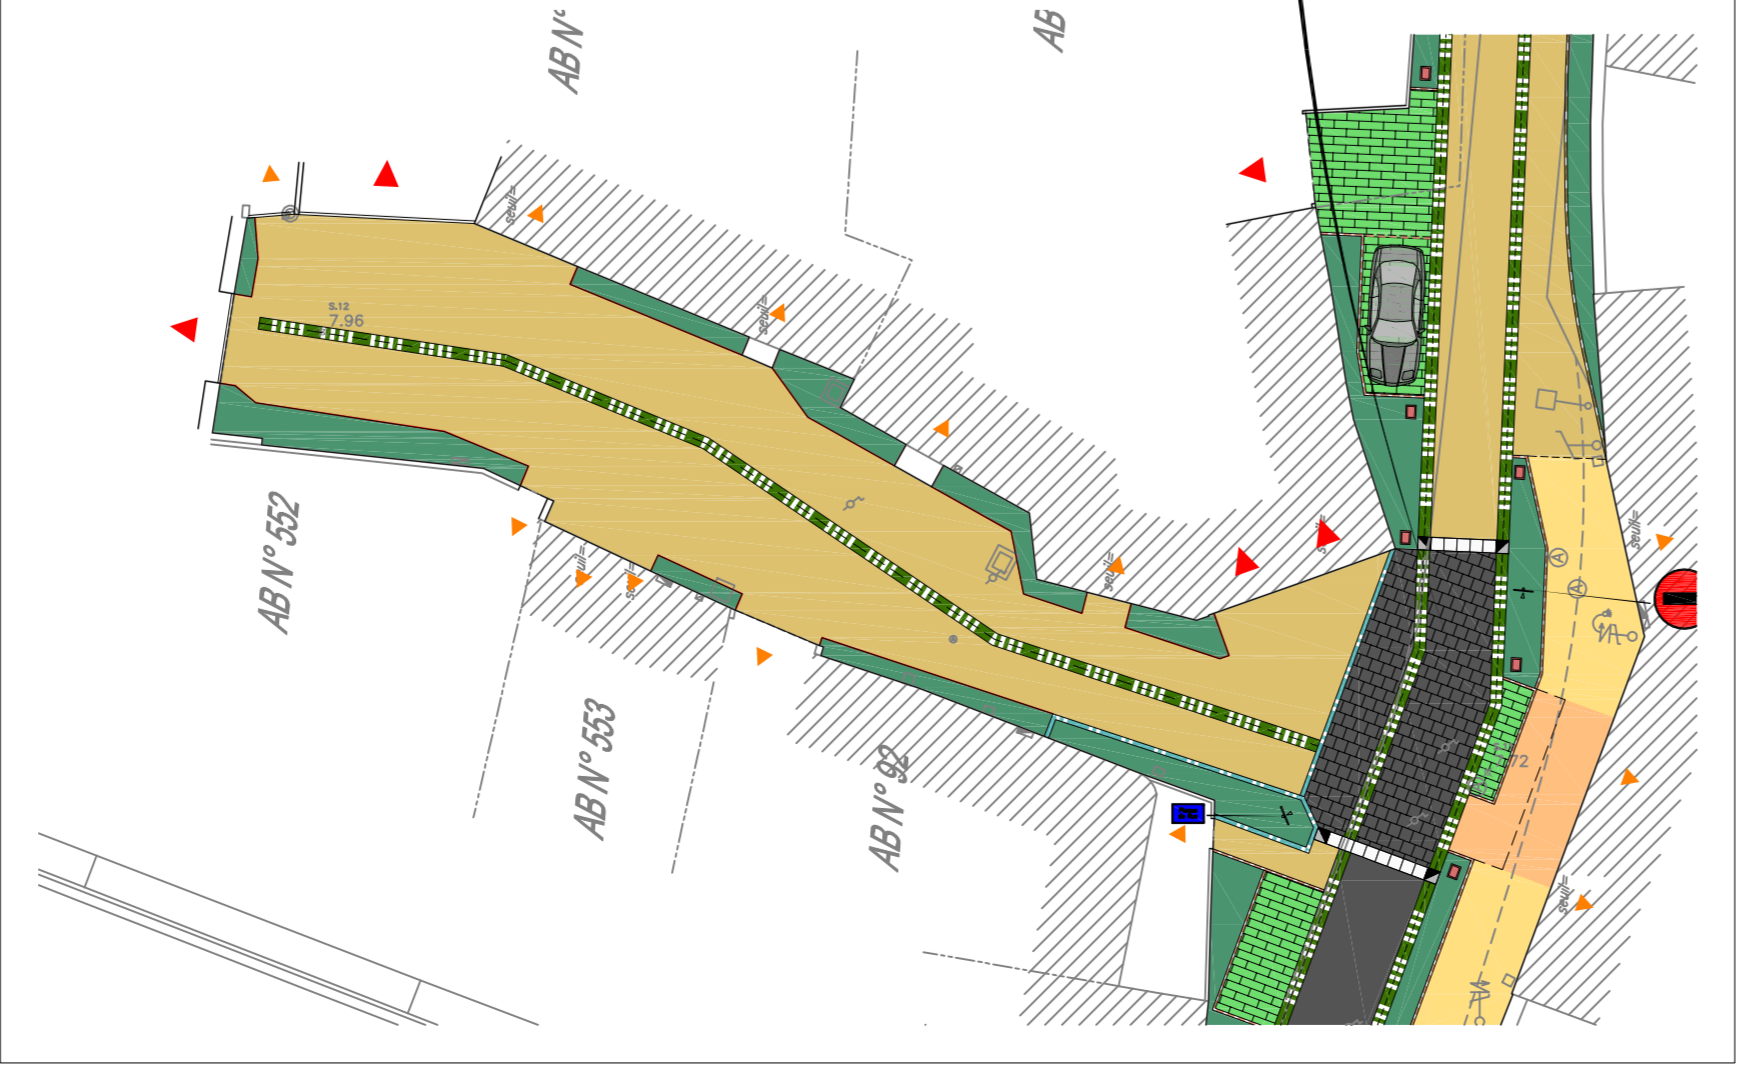 AB N°
AB
seuil=
S.12
7.96
seuil=
AB N° 552
seuil=
seuil=
seuil=
A
A
AB N° 553
AB N° 92
72
seuil=